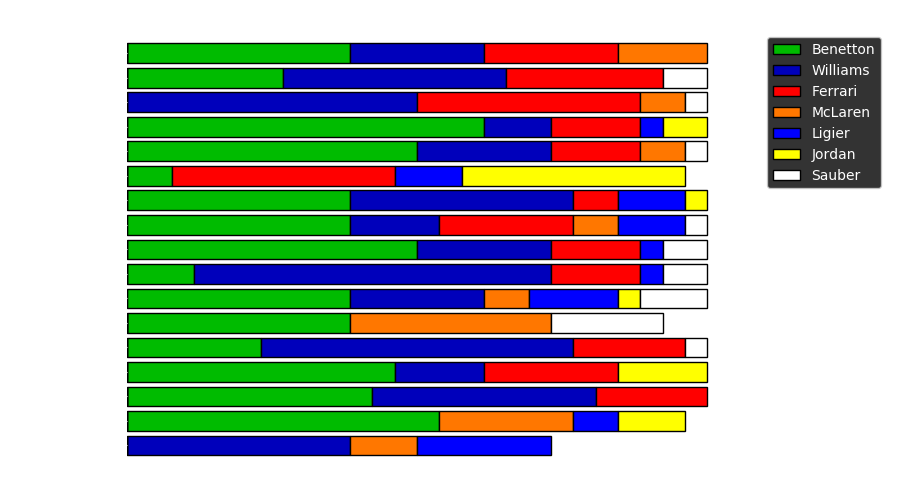 Benetton
Williams
Ferrari
McLaren
Ligier
Jordan
Sauber